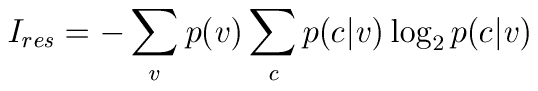 I_{res} = - \sum_{v} p(v) \sum_{c} p(c|v) \log_2 p(c|v)